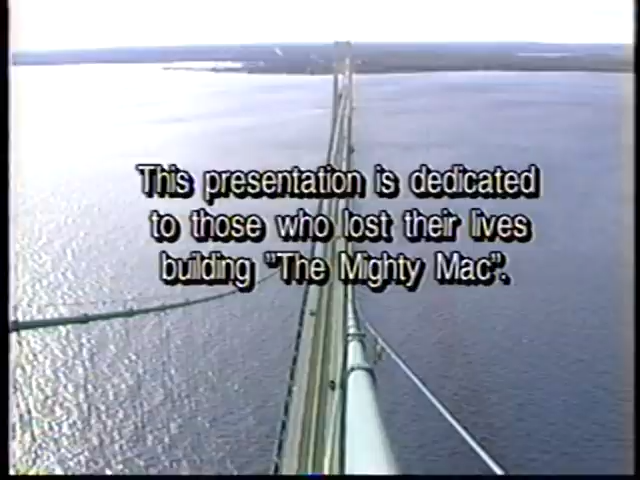 This presentation is dedicated
to those who lost their lives
building "The Mighty Mac".